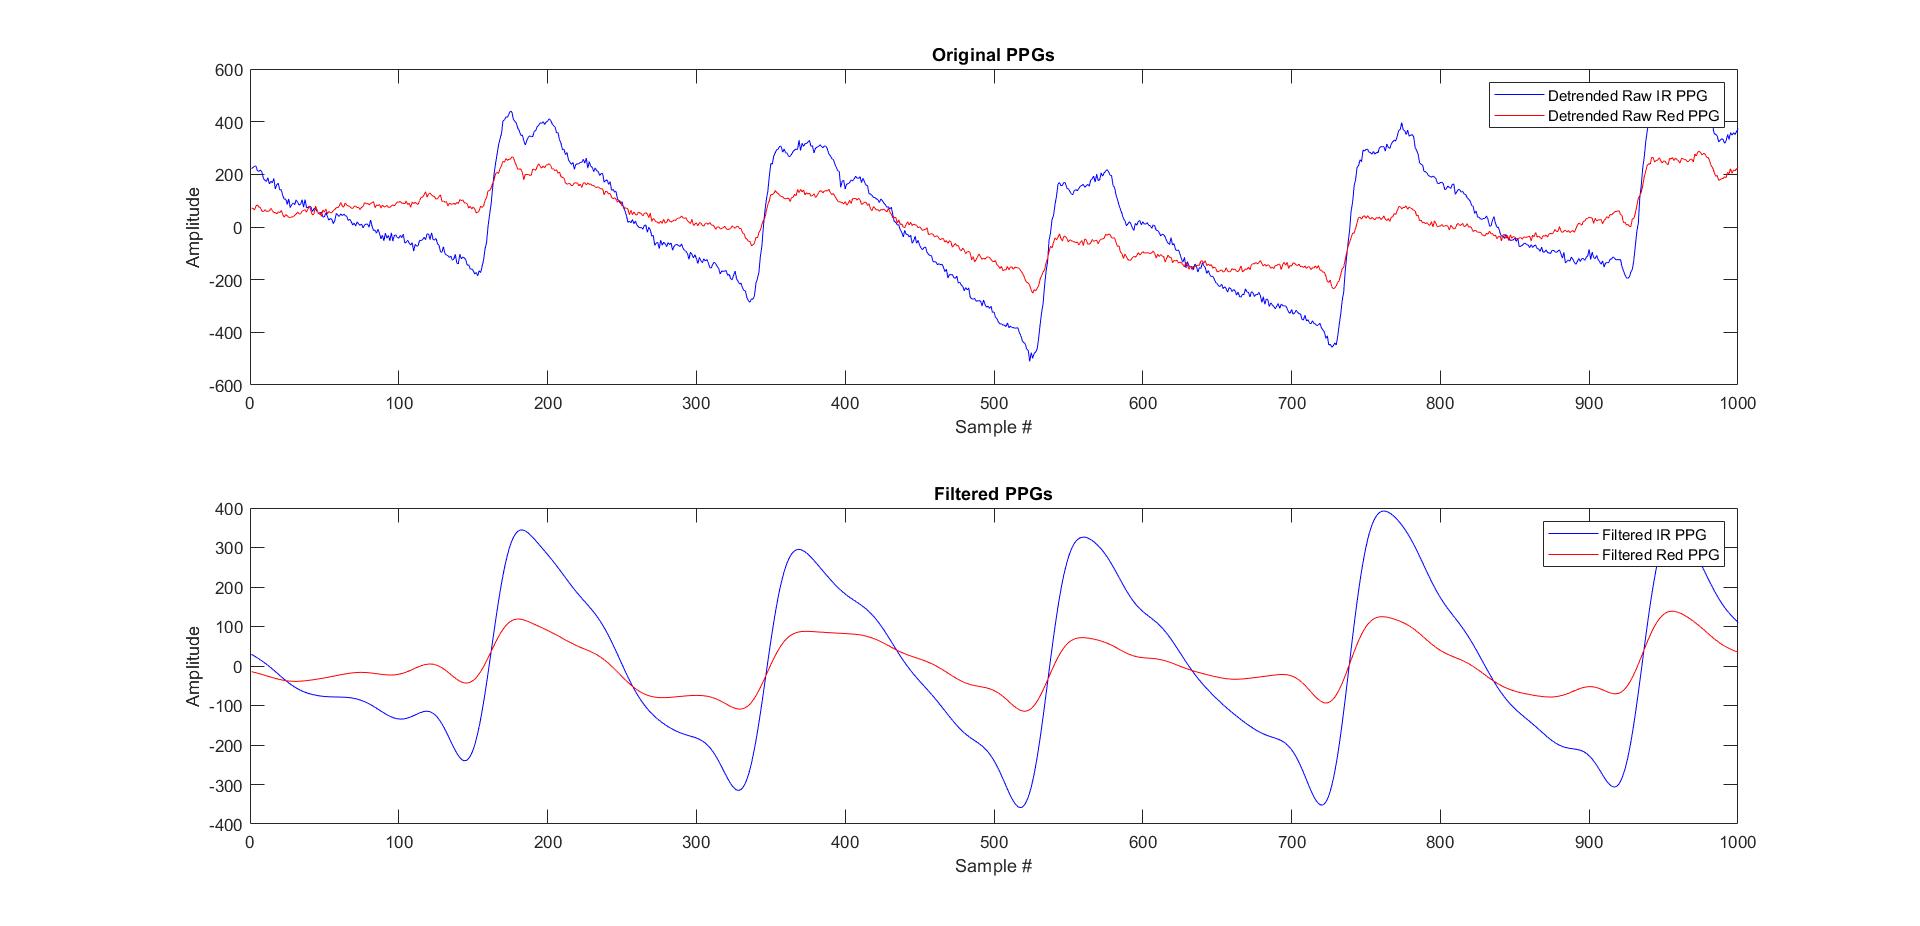 Original PPGs
Detrended Raw IR PPG
Detrended Raw Red PPG
Amplitude
600
400
200
0
-200
-400
-600
0 100 200 300 400 500 600 700 800 900 1000
Sample #
Filtered PPGs
Filtered IR PPG
Filtered Red PPG
Amplitude
400
300
200
100
0
-100
-200
-300
-400
0 100 200 300 400 500 600 700 800 900 1000
Sample #